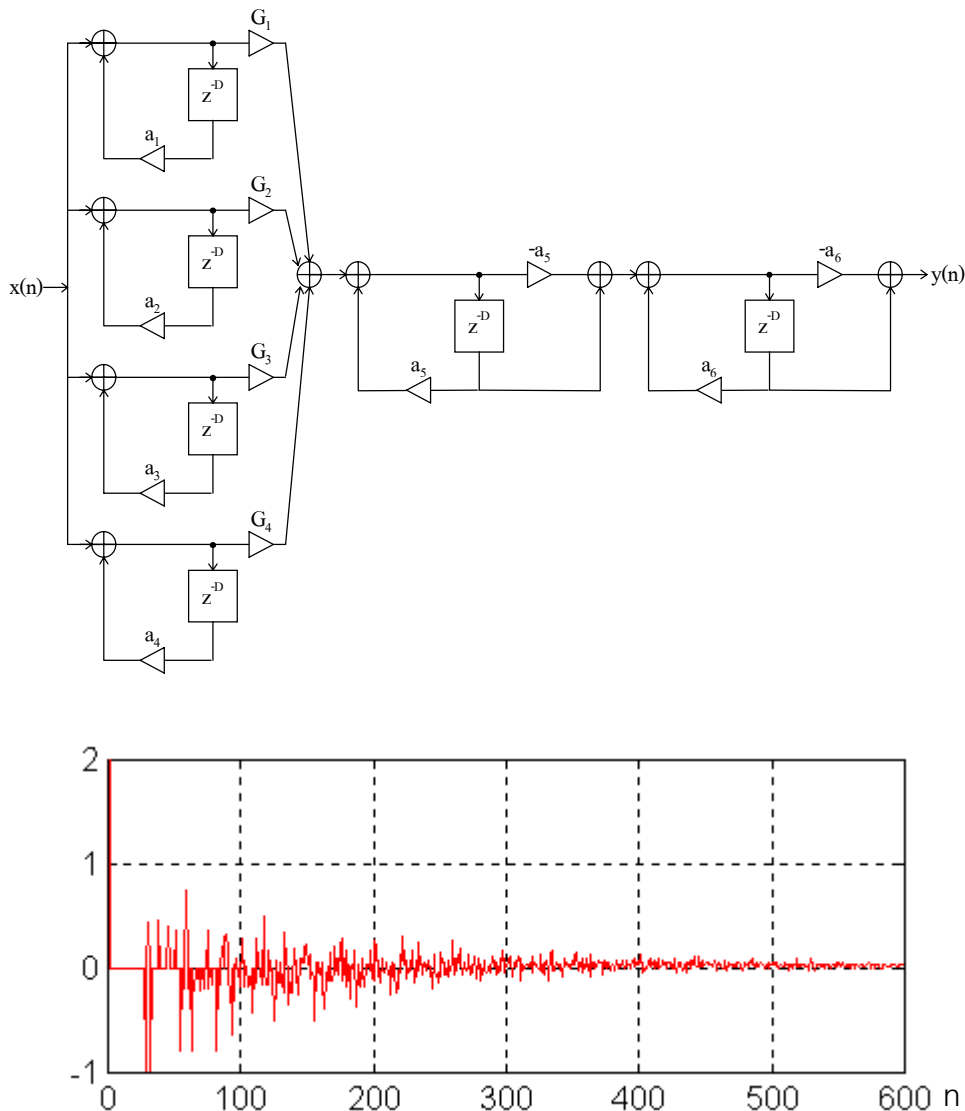 G₁
z⁻ᴰ
a₁
G₂
z⁻ᴰ
a₂
x(n)
G₃
z⁻ᴰ
a₃
G₄
z⁻ᴰ
a₄
-a₅
z⁻ᴰ
a₅
-a₆
z⁻ᴰ
a₆
y(n)
2
1
0
-1
0 100 200 300 400 500 600 n